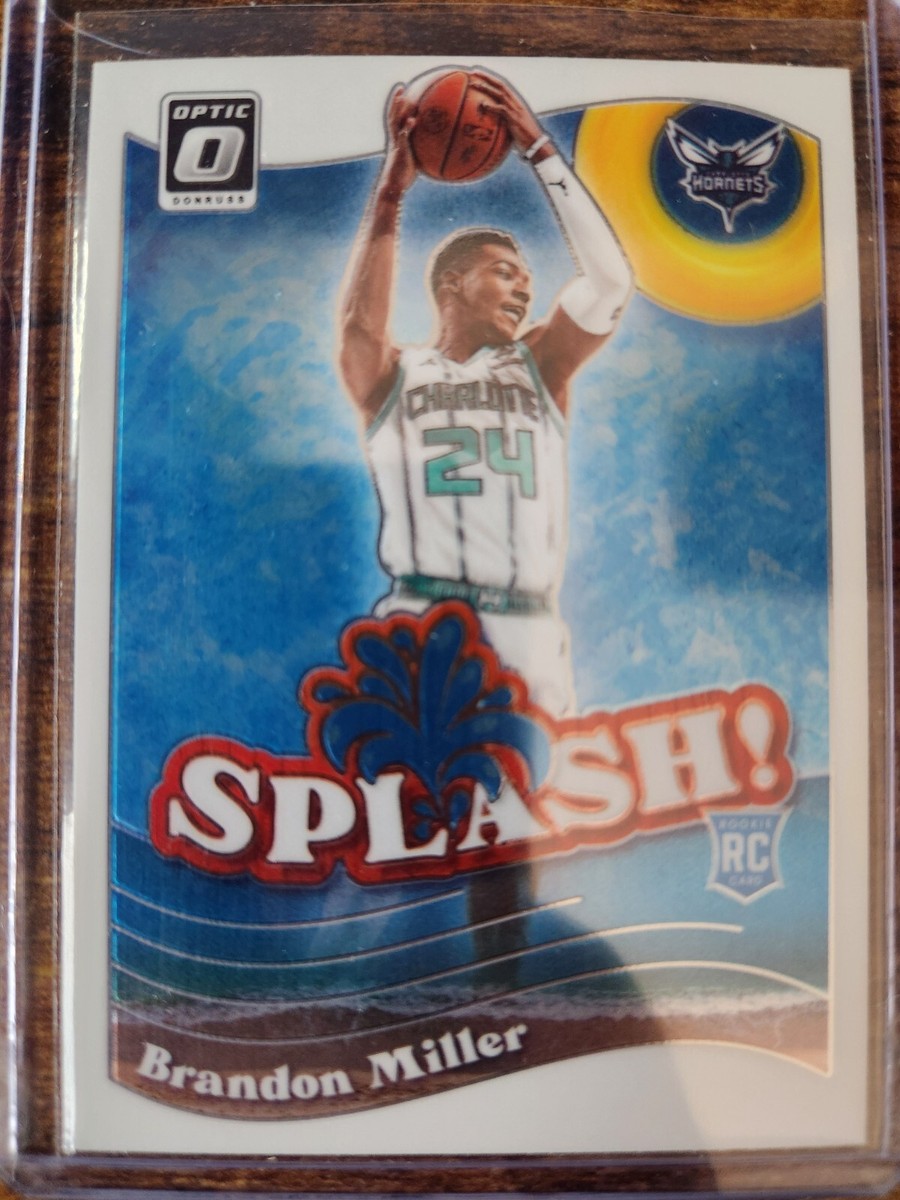 OPTIC
O
DONRUSS
HORNETS
CHARLOTTE
24
SPLASH!
ROOKIE
RC
CARD
Brandon Miller